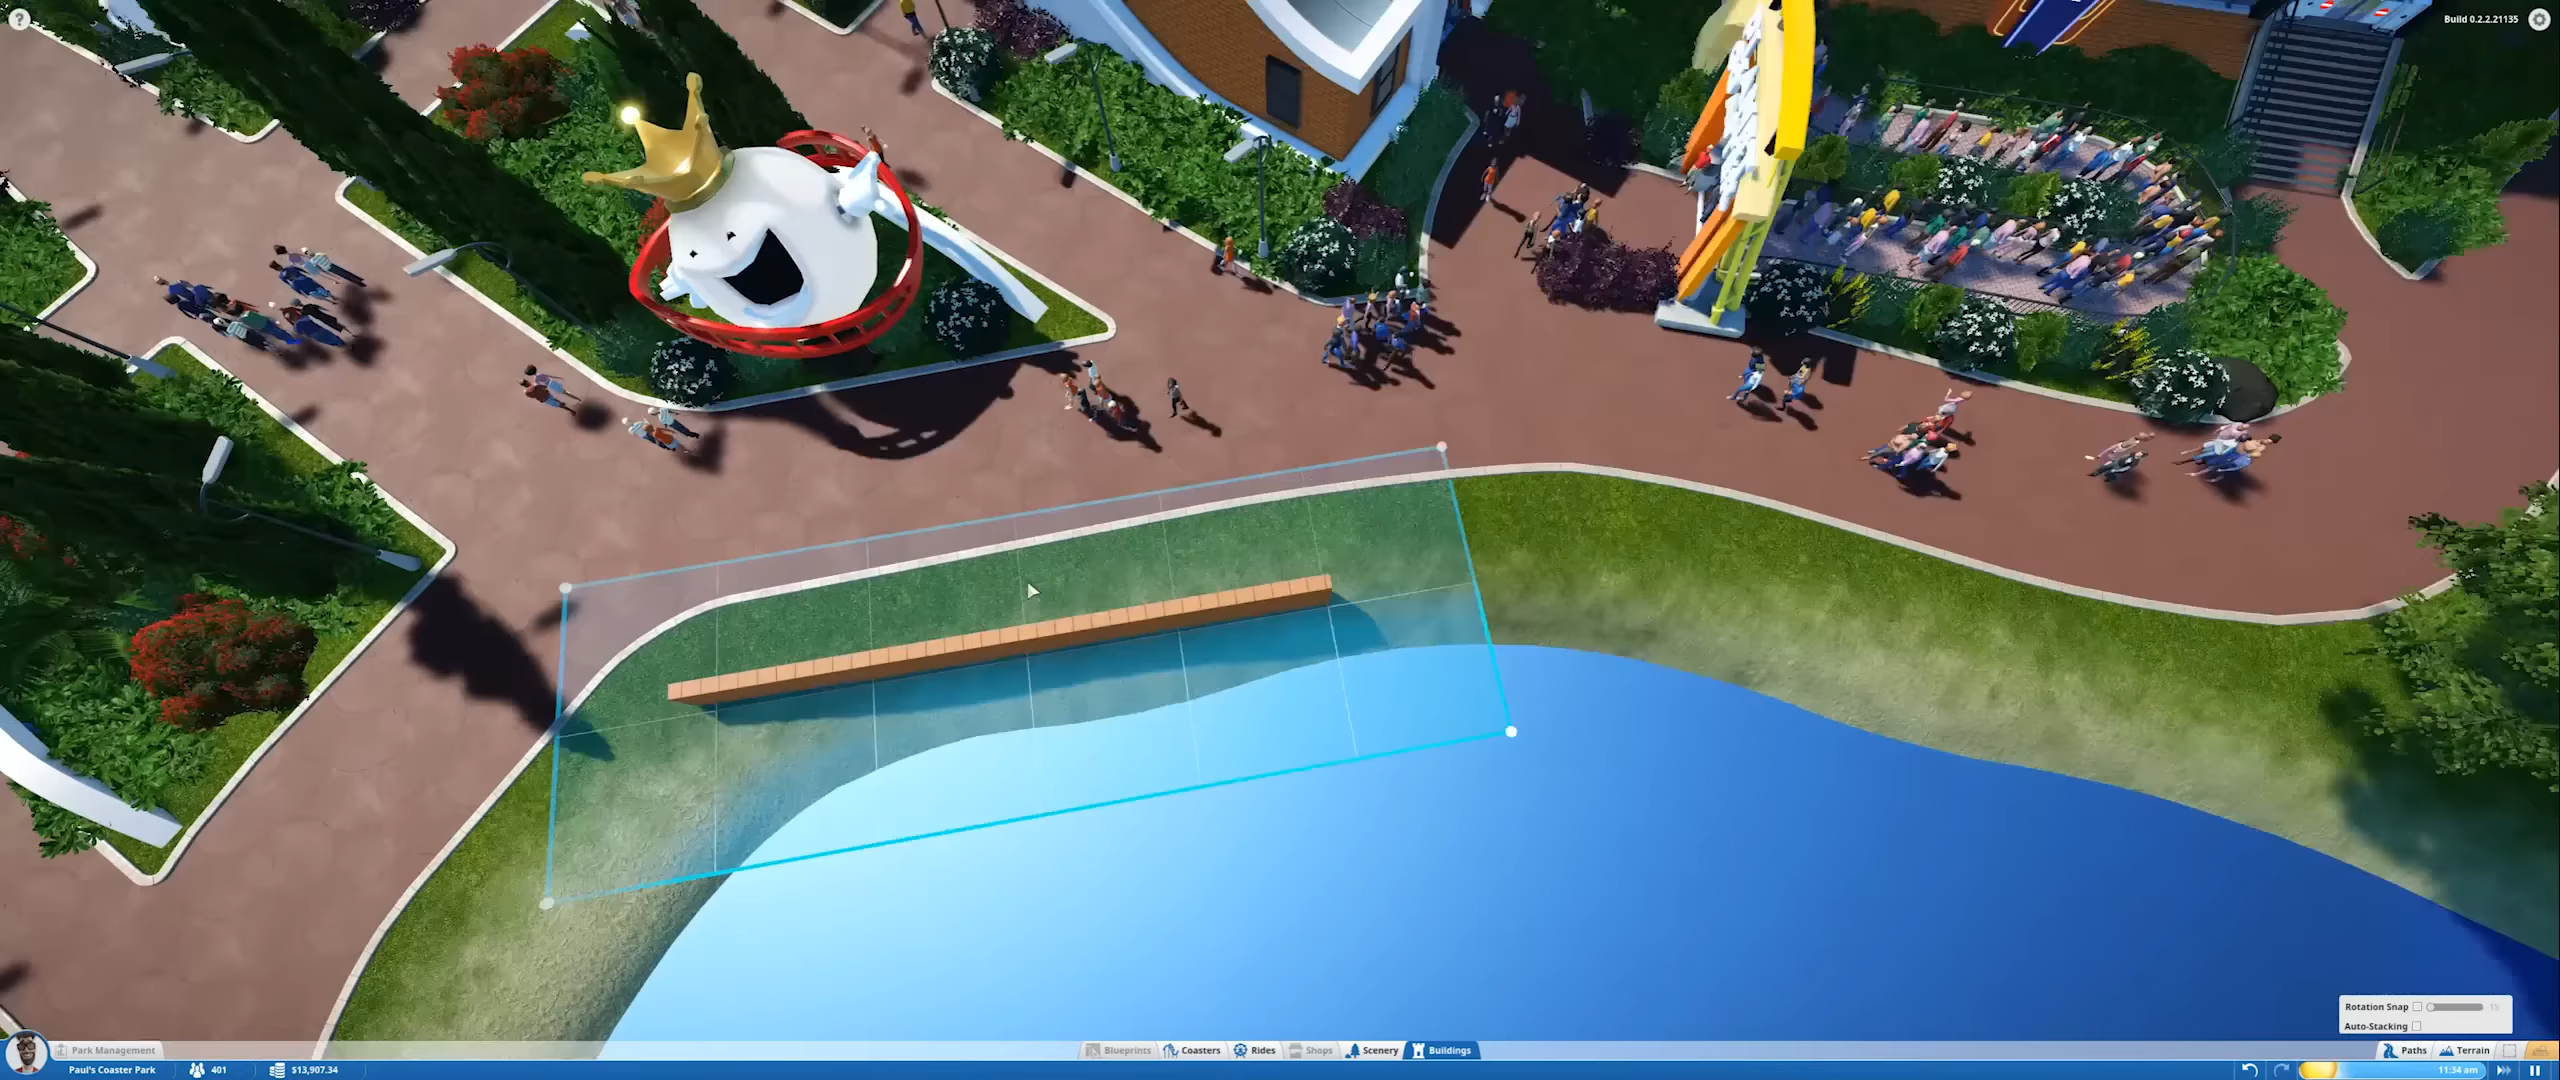 ?
Build 0.2.2.21135
Rotation Snap 15
Auto-Stacking
Park Management
Blueprints Coasters Rides Shops Scenery Buildings
Paths Terrain
Paul's Coaster Park 401 $13,907.34
11:34 am